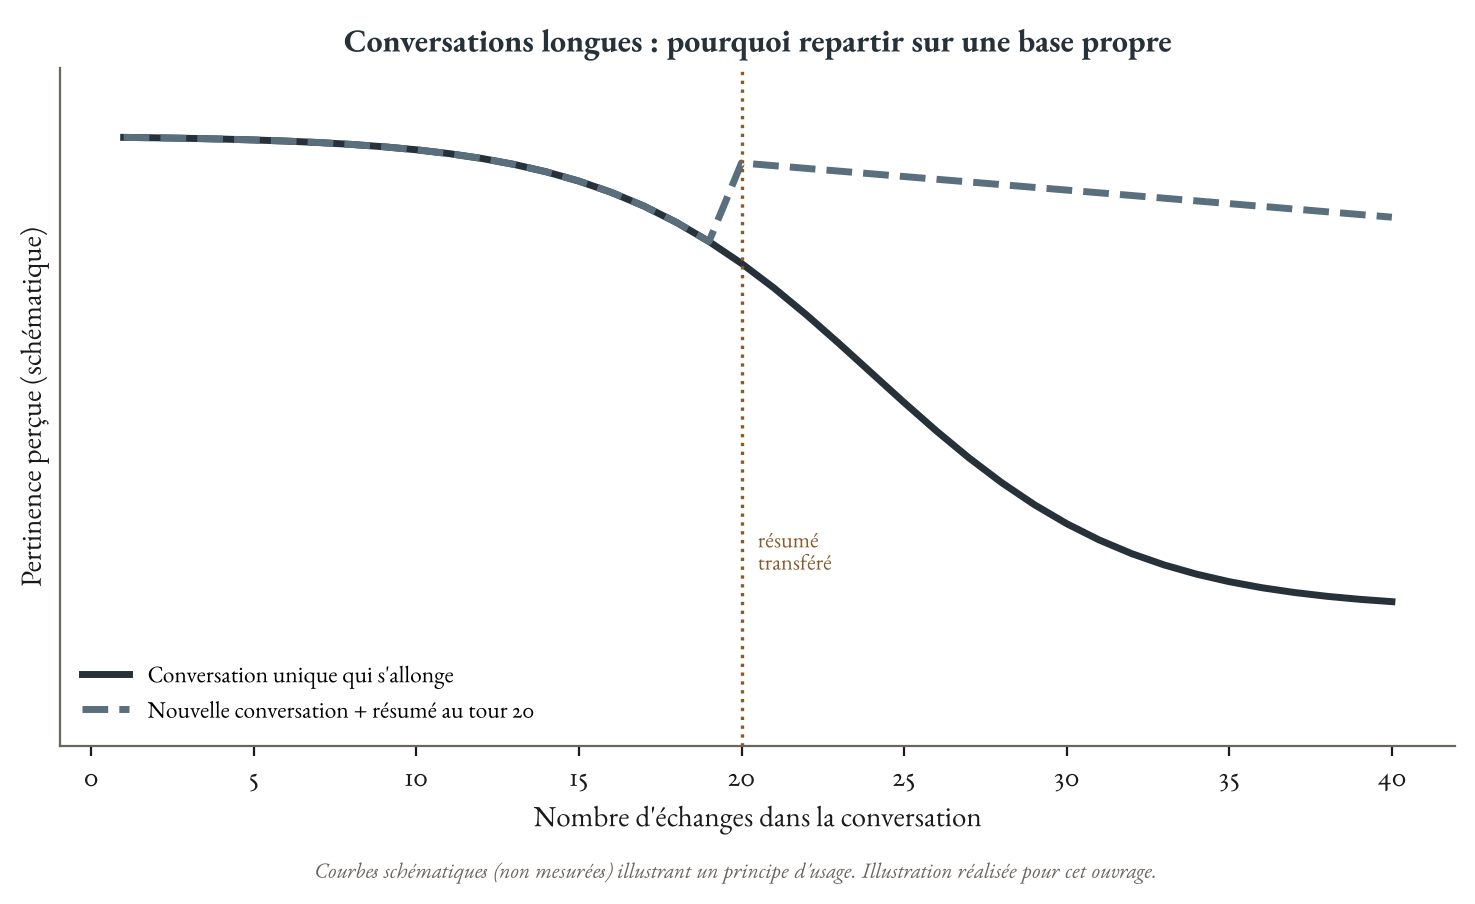 Conversations longues : pourquoi repartir sur une base propre
Pertinence perçue (schématique)
résumé
transféré
Conversation unique qui s'allonge
Nouvelle conversation + résumé au tour 20
0 5 10 15 20 25 30 35 40
Nombre d'échanges dans la conversation
Courbes schématiques (non mesurées) illustrant un principe d'usage. Illustration réalisée pour cet ouvrage.